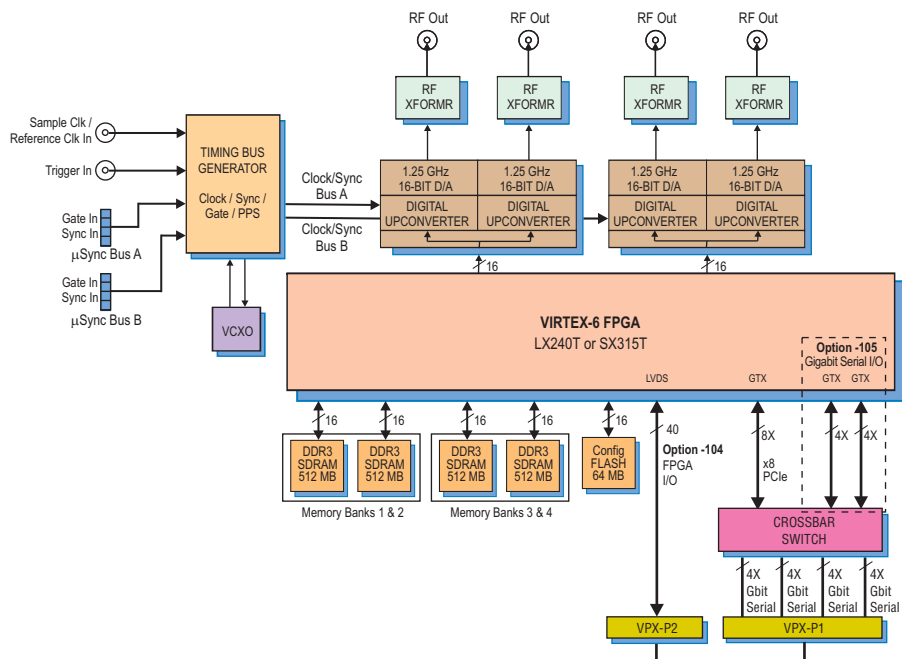 RF Out
RF Out
RF Out
RF Out
RF
XFORMR
RF
XFORMR
RF
XFORMR
RF
XFORMR
Sample Clk /
Reference Clk In
Trigger In
Gate In
Sync In
μSync Bus A
Gate In
Sync In
μSync Bus B
TIMING BUS
GENERATOR
Clock / Sync /
Gate / PPS
VCXO
Clock/Sync
Bus A
Clock/Sync
Bus B
1.25 GHz
16-BIT D/A
DIGITAL
UPCONVERTER
1.25 GHz
16-BIT D/A
DIGITAL
UPCONVERTER
1.25 GHz
16-BIT D/A
DIGITAL
UPCONVERTER
1.25 GHz
16-BIT D/A
DIGITAL
UPCONVERTER
16
16
VIRTEX-6 FPGA
LX240T or SX315T
Option -105
Gigabit Serial I/O
LVDS
GTX
GTX
GTX
16
16
16
16
16
40
8X
4X
4X
DDR3
SDRAM
512 MB
DDR3
SDRAM
512 MB
DDR3
SDRAM
512 MB
DDR3
SDRAM
512 MB
Config
FLASH
64 MB
Memory Banks 1 & 2
Memory Banks 3 & 4
Option -104
FPGA
I/O
x8
PCIe
CROSSBAR
SWITCH
4X
Gbit
Serial
4X
Gbit
Serial
4X
Gbit
Serial
4X
Gbit
Serial
VPX-P2
VPX-P1